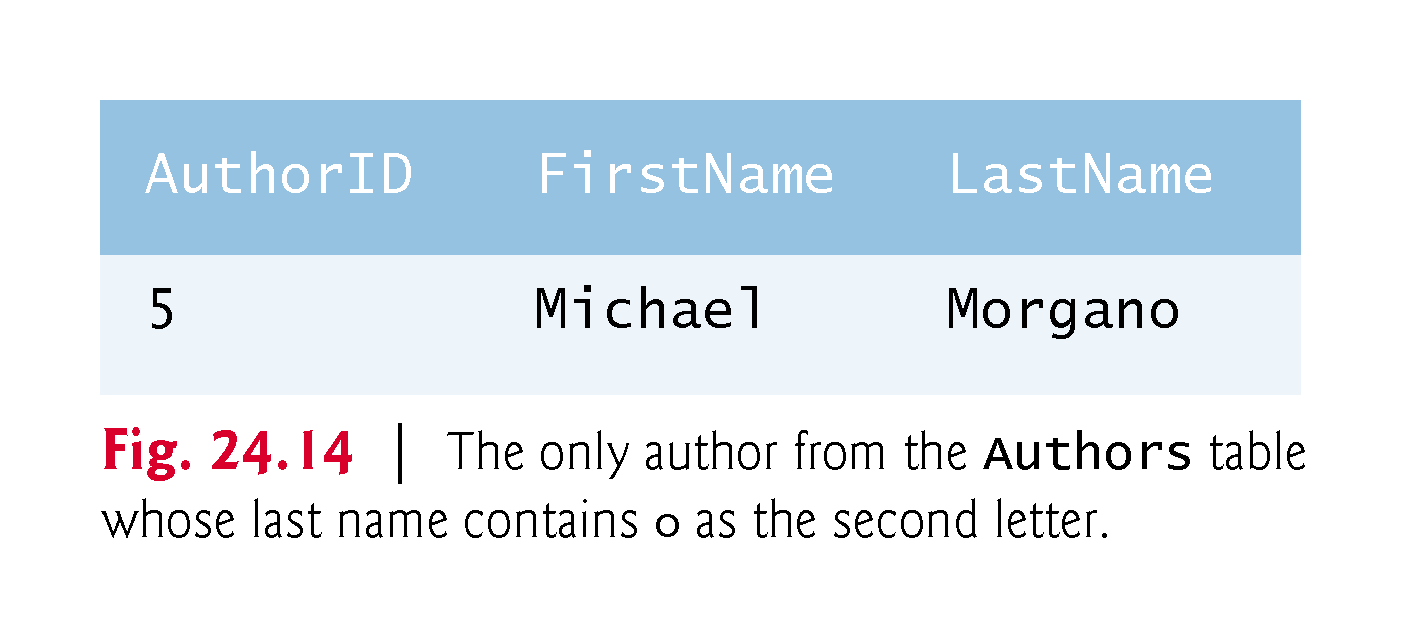 AuthorID FirstName LastName
5 Michael Morgano
Fig. 24.14 | The only author from the Authors table
whose last name contains o as the second letter.